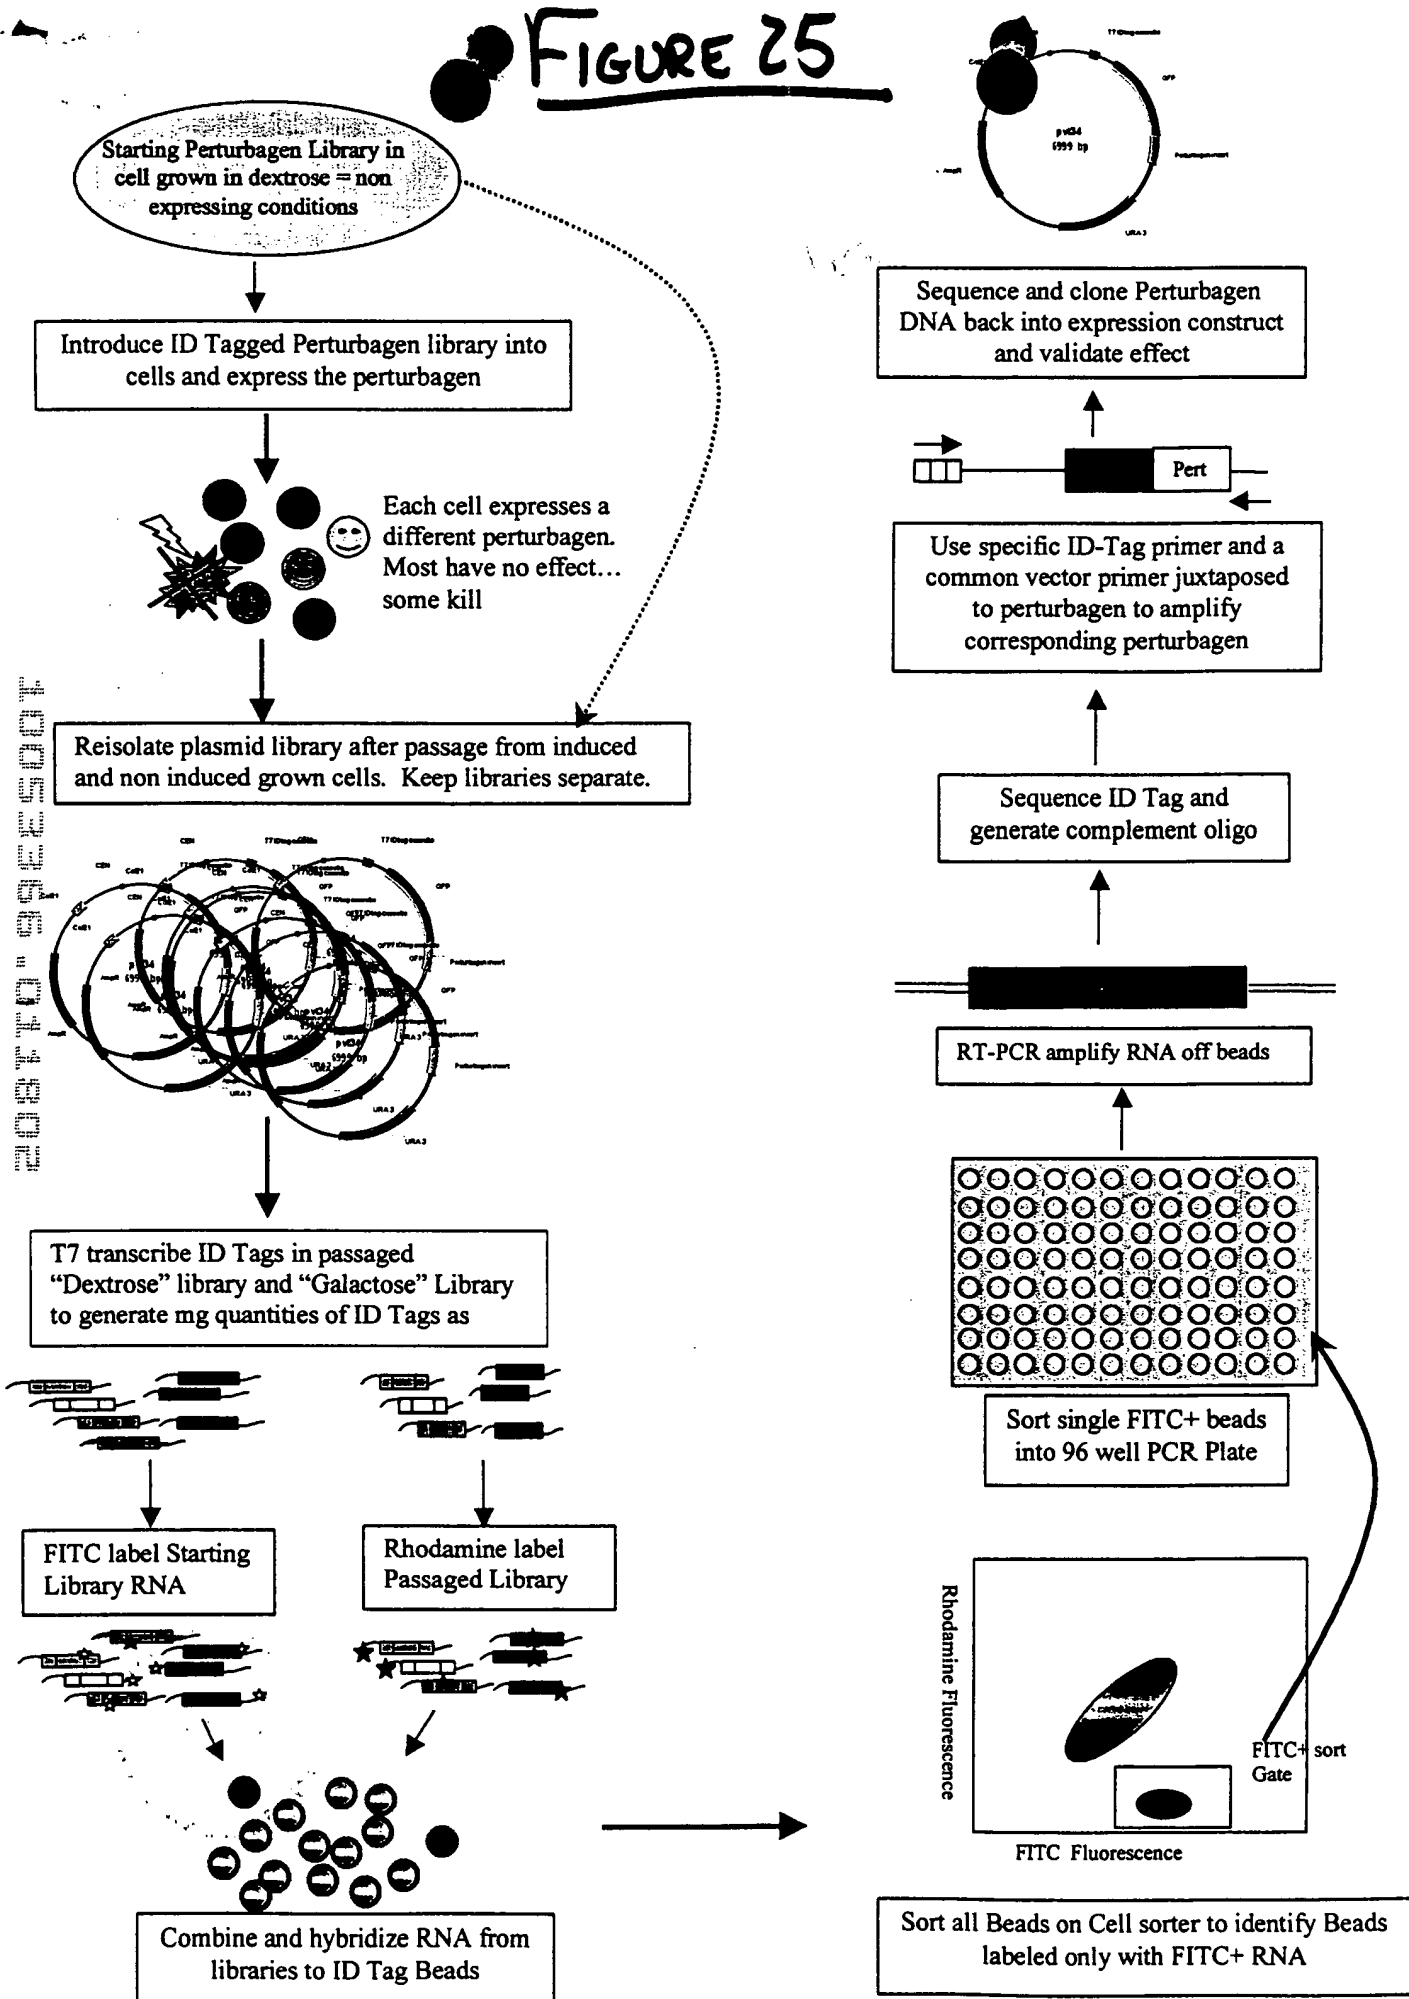 FIGURE 25
Starting Perturbagen Library in
cell grown in dextrose = non
expressing conditions
Introduce ID Tagged Perturbagen library into
cells and express the perturbagen
Each cell expresses a
different perturbagen.
Most have no effect...
some kill
Reisolate plasmid library after passage from induced
and non induced grown cells. Keep libraries separate.
T7 transcribe ID Tags in passaged
“Dextrose” library and “Galactose” Library
to generate mg quantities of ID Tags as
FITC label Starting
Library RNA
Rhodamine label
Passaged Library
Combine and hybridize RNA from
libraries to ID Tag Beads
GFP
pvt34
6999 bp
AmpR
URA3
Sequence and clone Perturbagen
DNA back into expression construct
and validate effect
Pert
Use specific ID-Tag primer and a
common vector primer juxtaposed
to perturbagen to amplify
corresponding perturbagen
Sequence ID Tag and
generate complement oligo
RT-PCR amplify RNA off beads
Sort single FITC+ beads
into 96 well PCR Plate
Rhodamine Fluorescence
FITC+ sort
Gate
FITC Fluorescence
Sort all Beads on Cell sorter to identify Beads
labeled only with FITC+ RNA